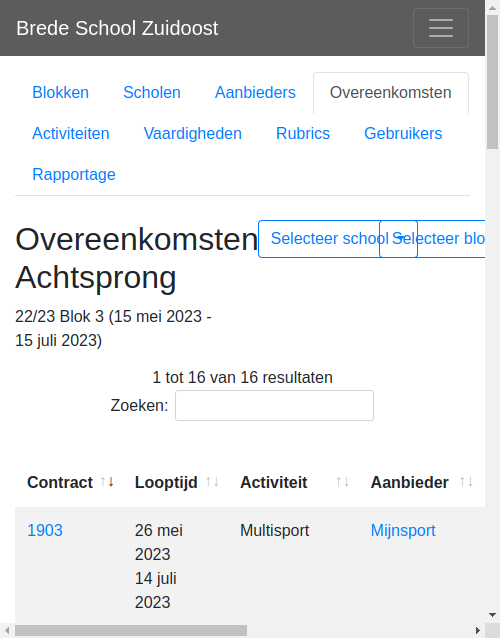 Brede School Zuidoost
Blokken Scholen Aanbieders Overeenkomsten
Activiteiten Vaardigheden Rubrics Gebruikers
Rapportage
Overeenkomsten Selecteer school Selecteer blo
Achtsprong
22/23 Blok 3 (15 mei 2023 -
15 juli 2023)
1 tot 16 van 16 resultaten
Zoeken:
Contract Looptijd Activiteit Aanbieder
1903 26 mei Multisport Mijnsport
2023
14 juli
2023